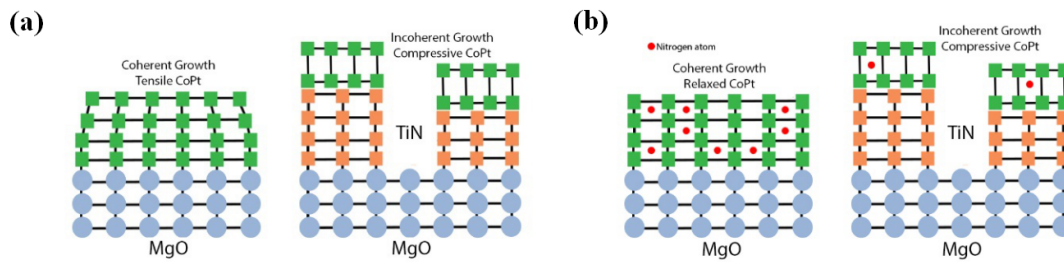 (a)
Coherent Growth
Tensile CoPt
MgO
Incoherent Growth
Compressive CoPt
TiN
MgO
(b)
Nitrogen atom
Coherent Growth
Relaxed CoPt
MgO
Incoherent Growth
Compressive CoPt
TiN
MgO